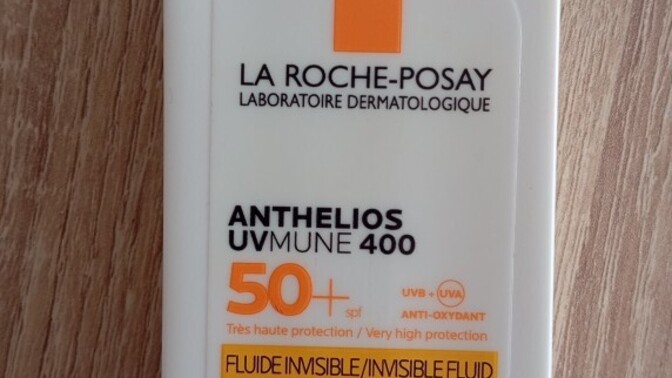 LA ROCHE-POSAY
LABORATOIRE DERMATOLOGIQUE
ANTHELIOS
UVMUNE 400
50+ spf
UVB + UVA
ANTI-OXYDANT
Très haute protection / Very high protection
FLUIDE INVISIBLE/INVISIBLE FLUID